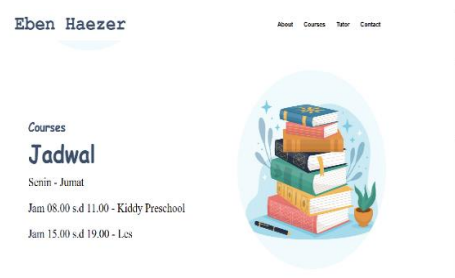 Eben Haezer
About Courses Tutor Contact
Courses
Jadwal
Senin - Jumat
Jam 08.00 s.d 11.00 - Kiddy Preschool
Jam 15.00 s.d 19.00 - Les